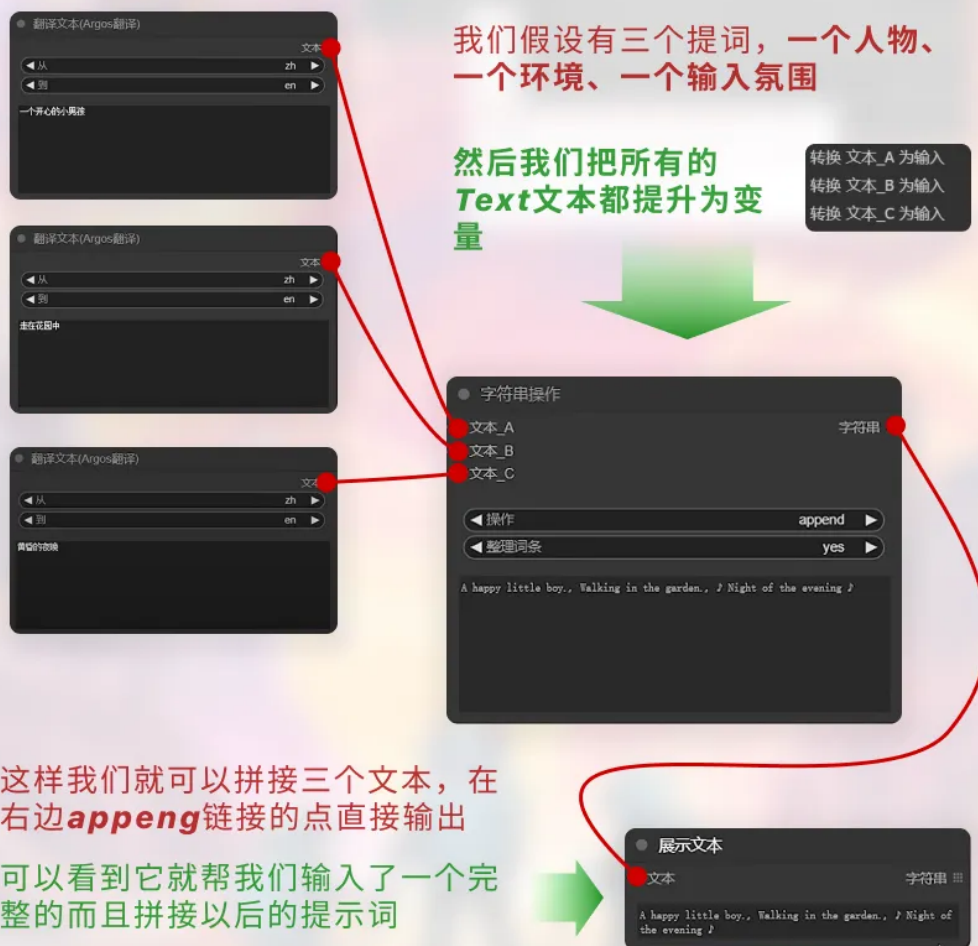 翻译文本(Argos翻译)
文本
从 zh
到 en
一个开心的小男孩
我们假设有三个提词，一个人物、
一个环境、一个输入氛围
然后我们把所有的
Text文本都提升为变
量
转换 文本_A 为输入
转换 文本_B 为输入
转换 文本_C 为输入
翻译文本(Argos翻译)
文本
从 zh
到 en
走在花园中
翻译文本(Argos翻译)
文本
从 zh
到 en
黄昏的夜晚
字符串操作
文本_A 字符串
文本_B
文本_C
操作 append
整理词条 yes
A happy little boy., Walking in the garden., ♪ Night of the evening ♪
这样我们就可以拼接三个文本，在
右边appeng链接的点直接输出
可以看到它就帮我们输入了一个完
整的而且拼接以后的提示词
展示文本
文本 字符串
A happy little boy., Walking in the garden., ♪ Night of
the evening ♪